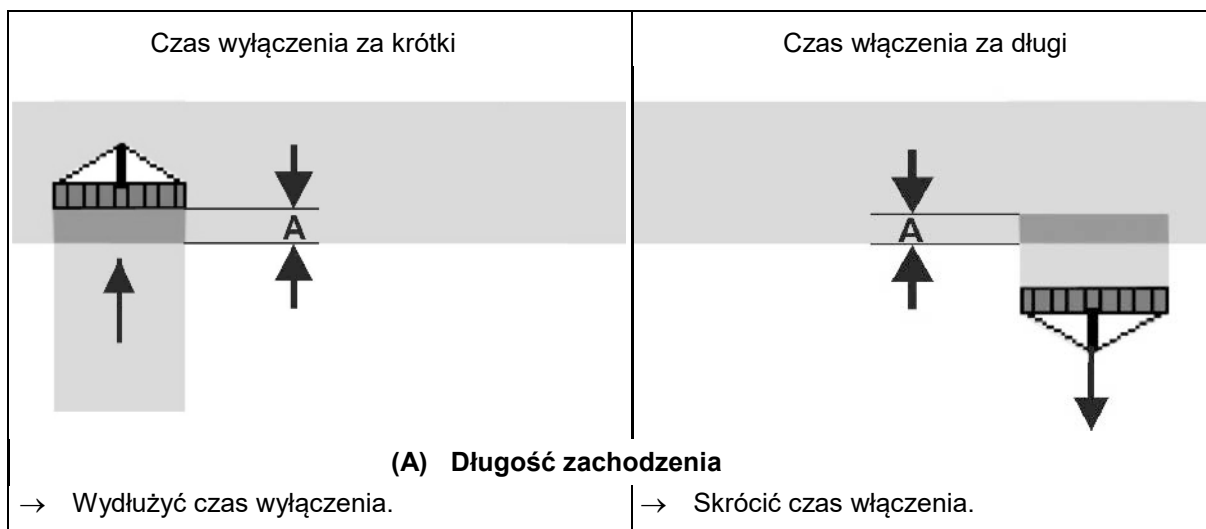 Czas wyłączenia za krótki
Czas włączenia za długi
A
A
(A) Długość zachodzenia
→ Wydłużyć czas wyłączenia.
→ Skrócić czas włączenia.